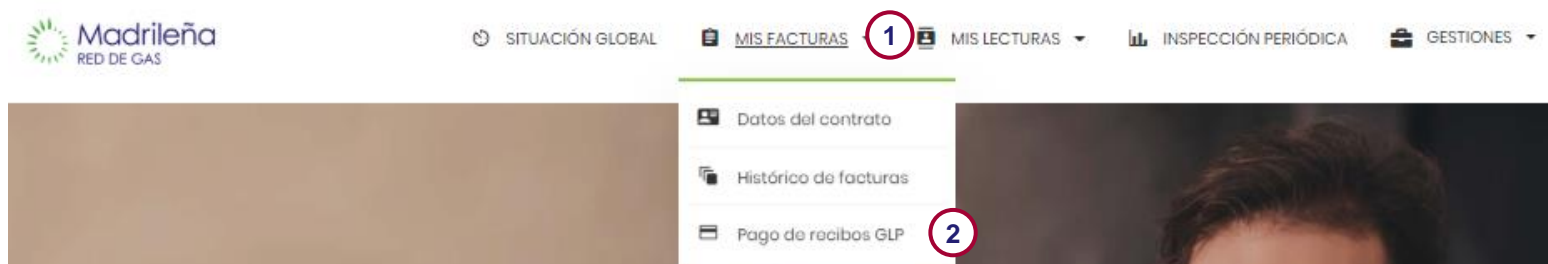 Madrileña
RED DE GAS
SITUACIÓN GLOBAL MIS FACTURAS 1 MIS LECTURAS INSPECCIÓN PERIÓDICA GESTIONES
Datos del contrato
Histórico de facturas
Pago de recibos GLP 2